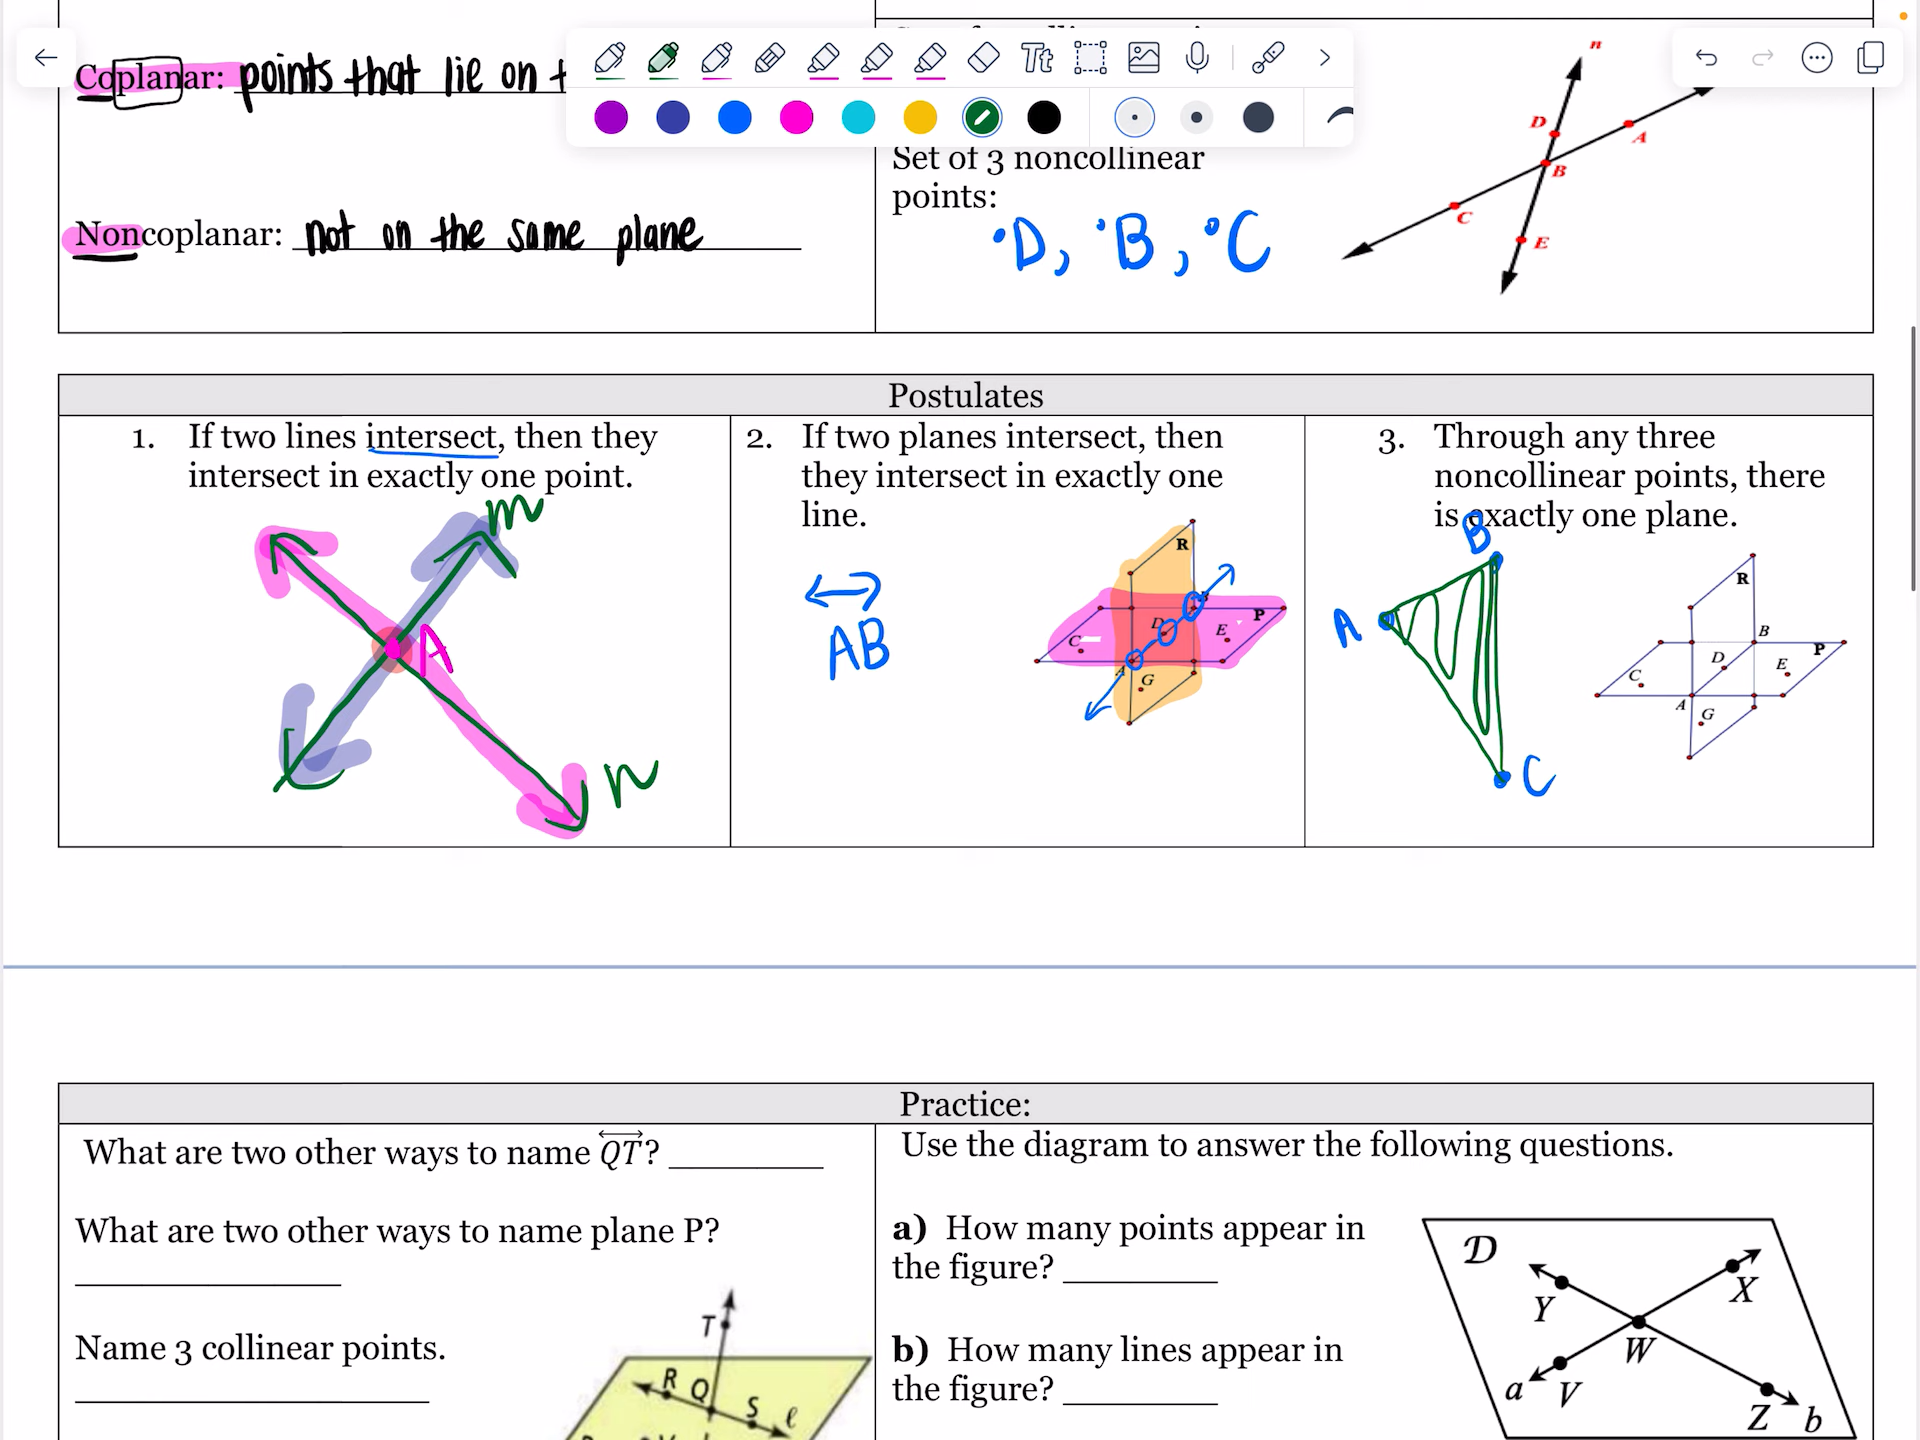 Coplanar: points that lie on
Noncoplanar: not on the same plane
Set of 3 noncollinear
points:
D, B, C
n
D
A
B
C
E
Tt
Postulates
1. If two lines intersect, then they
intersect in exactly one point.
m
A
n
2. If two planes intersect, then
they intersect in exactly one
line.
AB
R
B
P
D
E
C
A
G
3. Through any three
noncollinear points, there
is exactly one plane.
B
A
C
R
B
P
D
E
C
A
G
Practice:
What are two other ways to name QT? ________
What are two other ways to name plane P?
Name 3 collinear points.
T
R Q
S ℓ
Use the diagram to answer the following questions.
a) How many points appear in
the figure? ________
b) How many lines appear in
the figure? ________
D
Y
X
W
a V
Z b